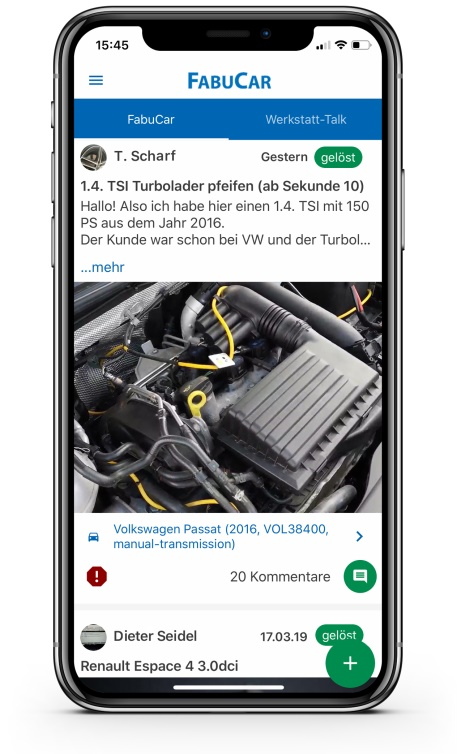 15:45
FABUCAR
FabuCar
Werkstatt-Talk
T. Scharf
Gestern
gelöst
1.4. TSI Turbolader pfeifen (ab Sekunde 10)
Hallo! Also ich habe hier einen 1.4. TSI mit 150
PS aus dem Jahr 2016.
Der Kunde war schon bei VW und der Turbol...
...mehr
Volkswagen Passat (2016, VOL38400,
manual-transmission)
20 Kommentare
Dieter Seidel
17.03.19
gelöst
Renault Espace 4 3.0dci